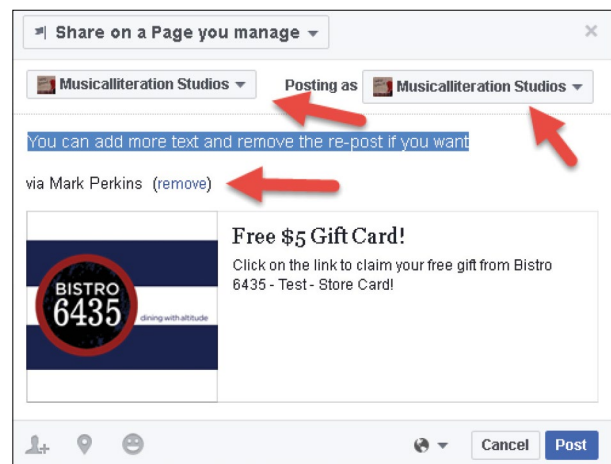 Share on a Page you manage
×
Musicalliteration Studios Posting as Musicalliteration Studios
You can add more text and remove the re-post if you want
via Mark Perkins (remove)
BISTRO
6435
dining with altitude
Free $5 Gift Card!
Click on the link to claim your free gift from Bistro
6435 - Test - Store Card!
Cancel Post